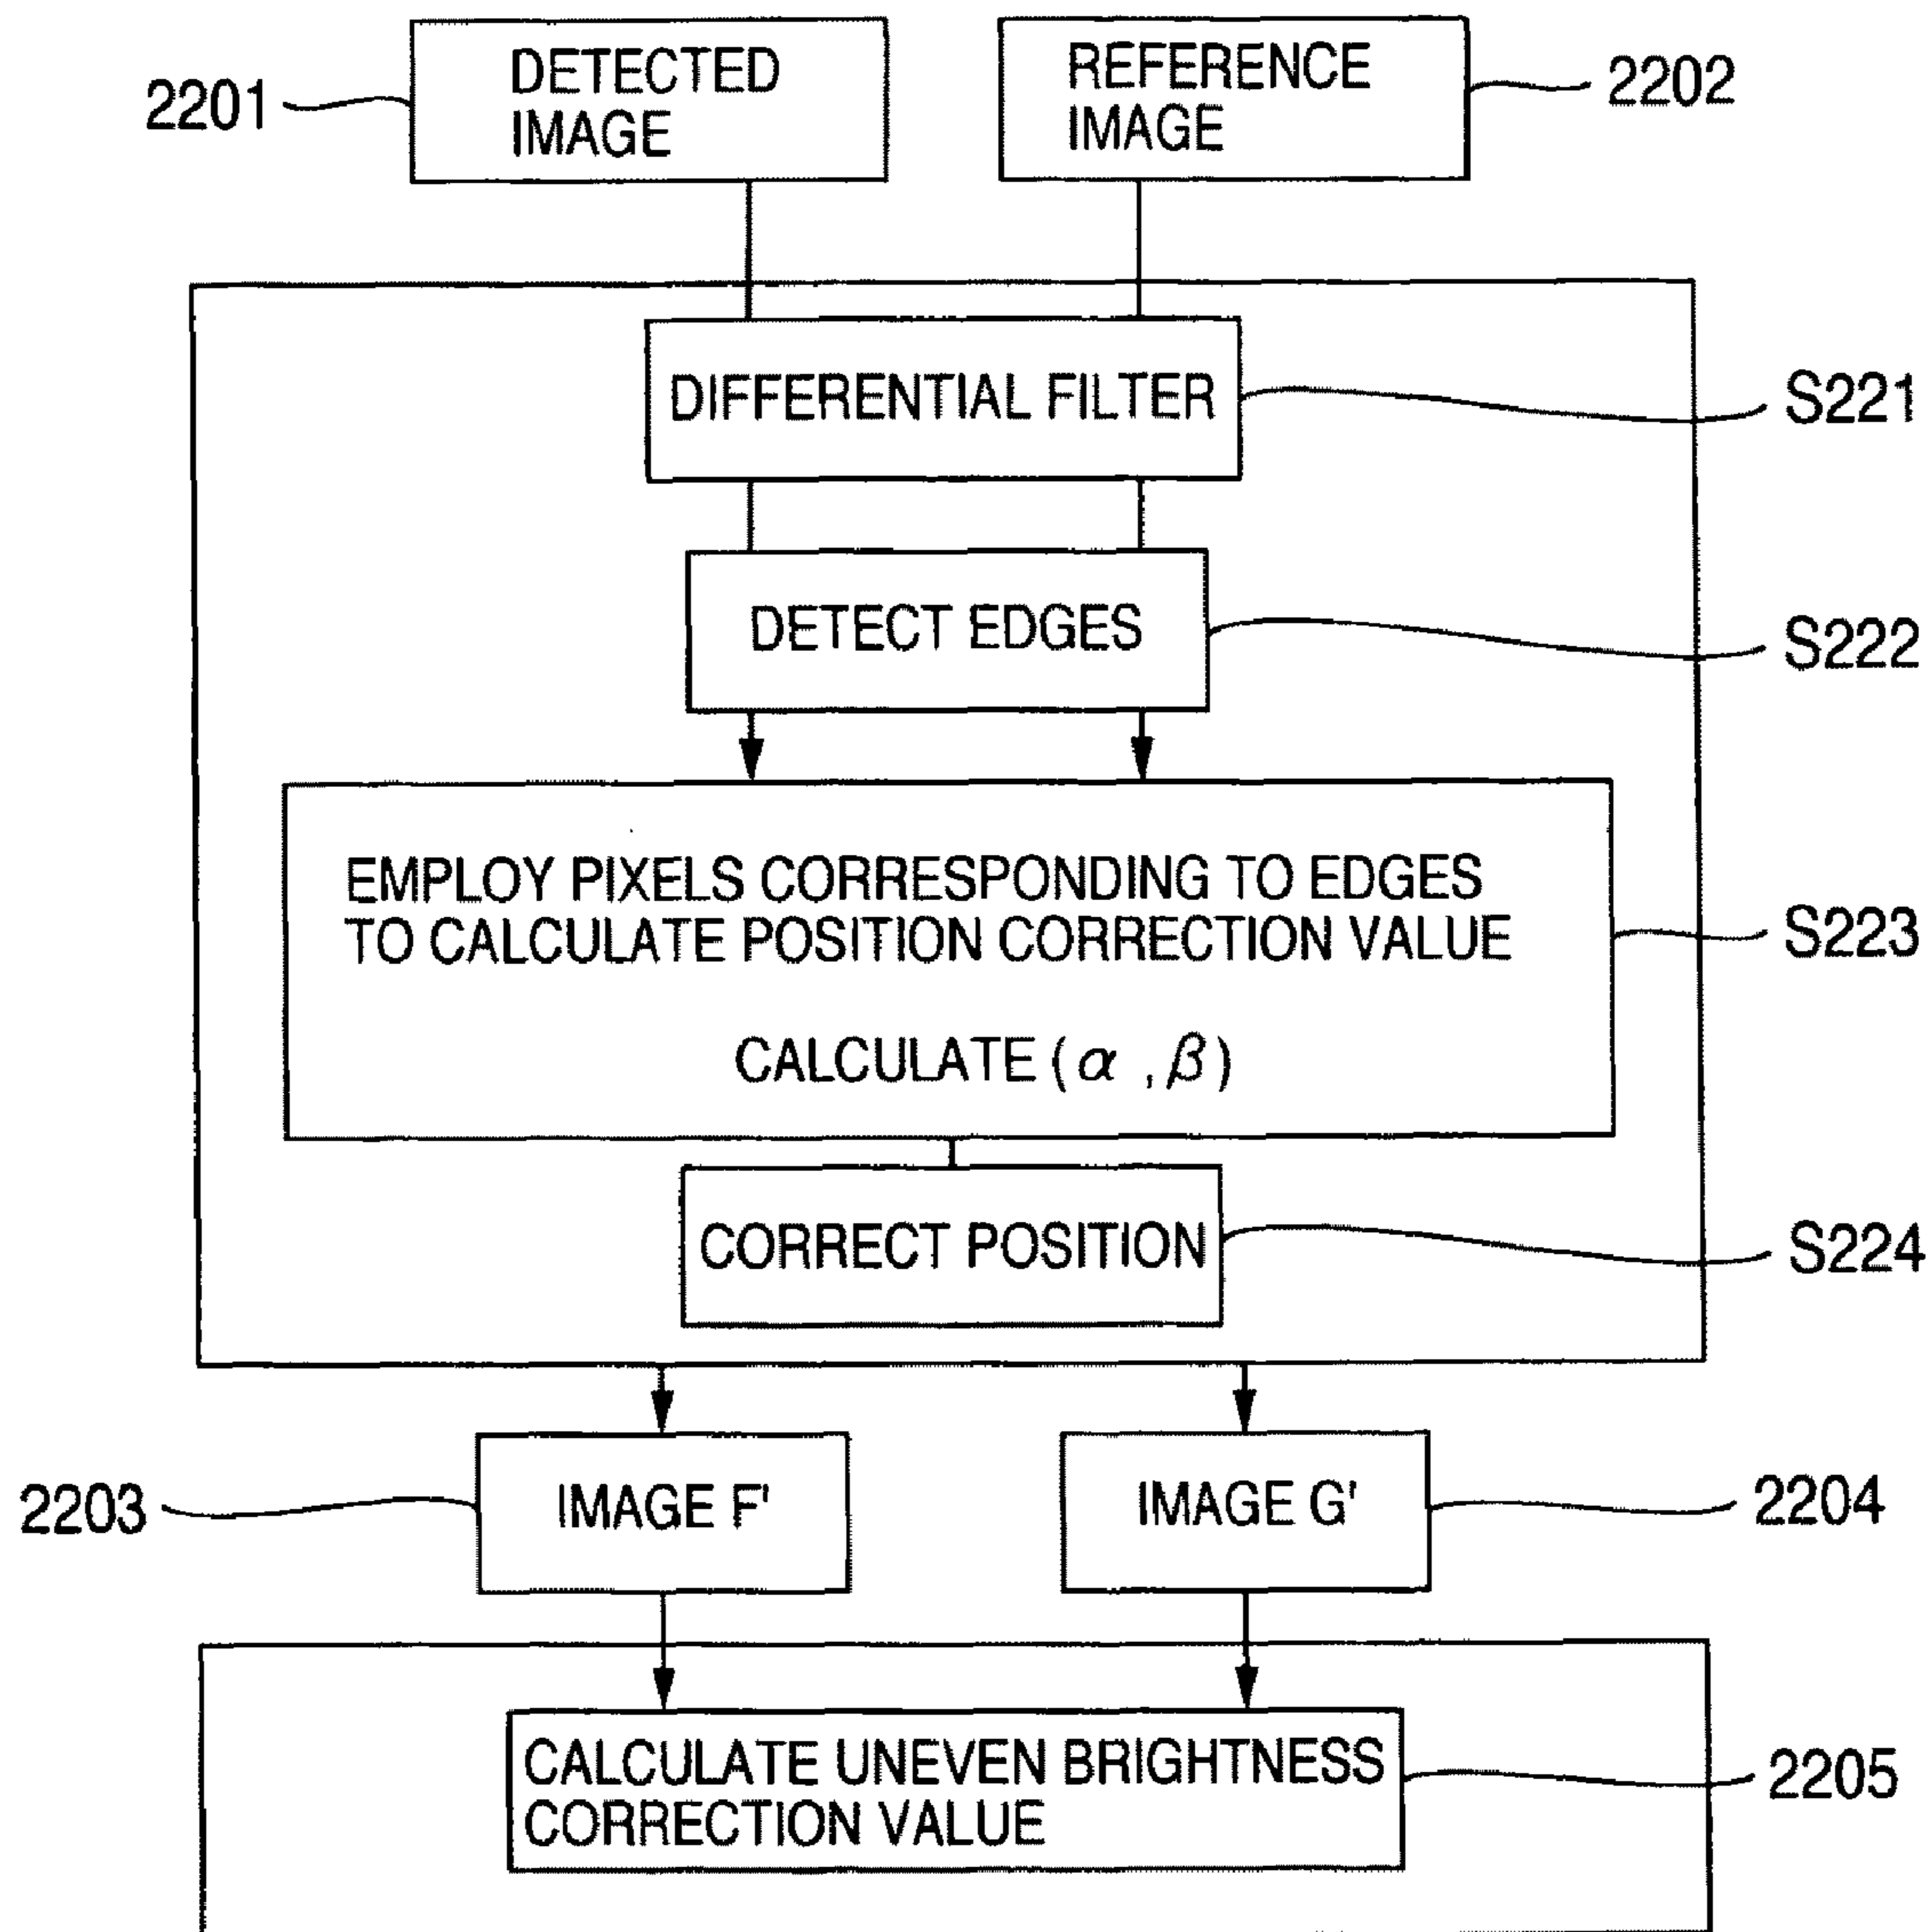 2201
DETECTED
IMAGE
REFERENCE
IMAGE
2202
DIFFERENTIAL FILTER
S221
DETECT EDGES
S222
EMPLOY PIXELS CORRESPONDING TO EDGES
TO CALCULATE POSITION CORRECTION VALUE
S223
CALCULATE (α , β)
CORRECT POSITION
S224
2203
IMAGE F'
IMAGE G'
2204
CALCULATE UNEVEN BRIGHTNESS
CORRECTION VALUE
2205